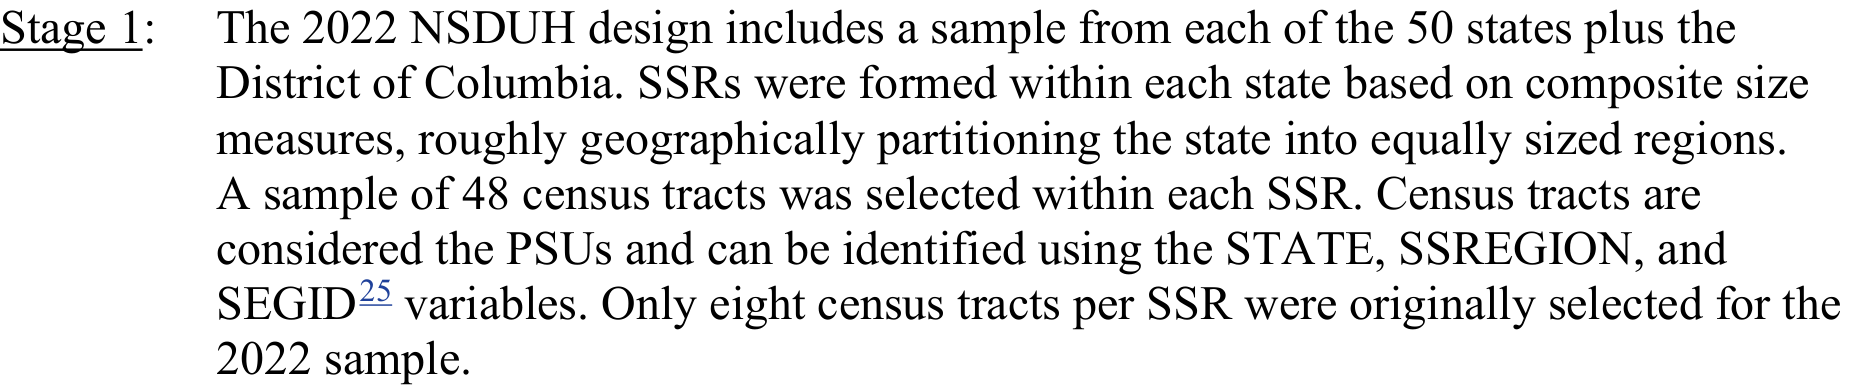 Stage 1: The 2022 NSDUH design includes a sample from each of the 50 states plus the
District of Columbia. SSRs were formed within each state based on composite size
measures, roughly geographically partitioning the state into equally sized regions.
A sample of 48 census tracts was selected within each SSR. Census tracts are
considered the PSUs and can be identified using the STATE, SSREGION, and
SEGID25 variables. Only eight census tracts per SSR were originally selected for the
2022 sample.